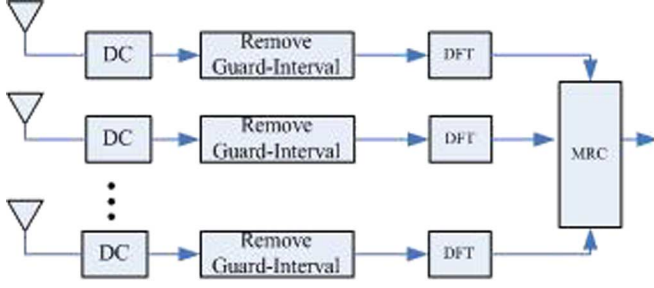 DC
Remove
Guard-Interval
DFT
DC
Remove
Guard-Interval
DFT
MRC
DC
Remove
Guard-Interval
DFT